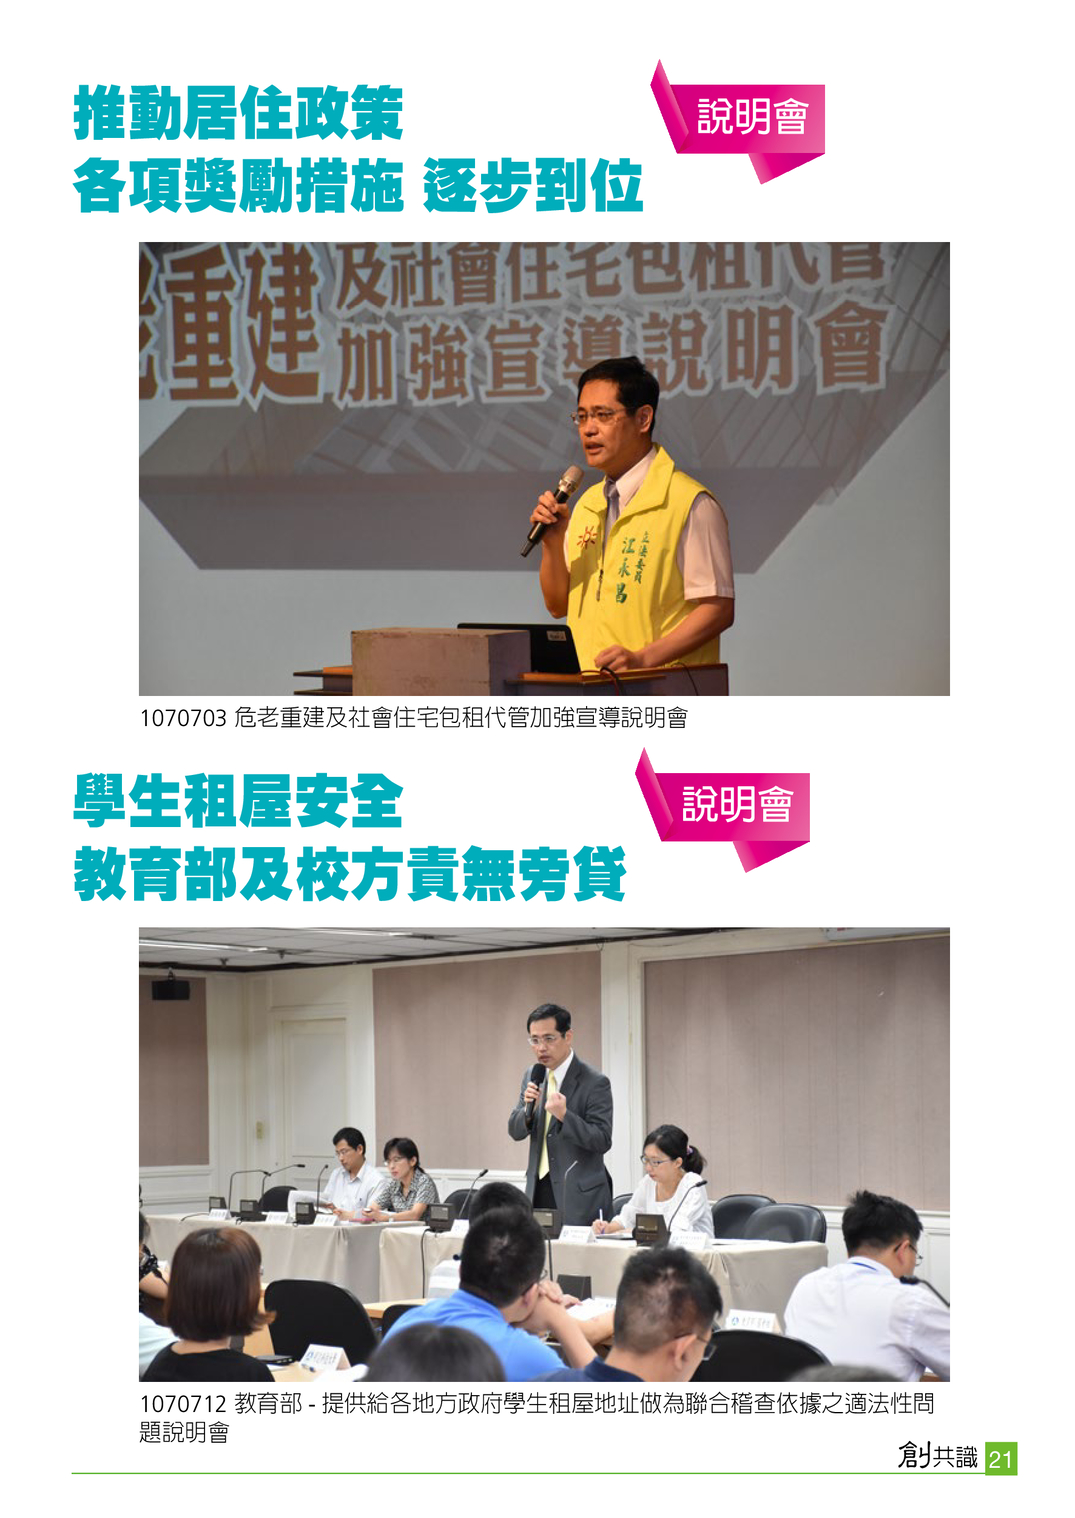 推動居住政策
各項獎勵措施 逐步到位
說明會
重建
及社會住宅包租代管
加強宣導說明會
立法委員
江永昌
1070703 危老重建及社會住宅包租代管加強宣導說明會
學生租屋安全
教育部及校方責無旁貸
說明會
1070712 教育部 - 提供給各地方政府學生租屋地址做為聯合稽查依據之適法性問
題說明會
創共識 21